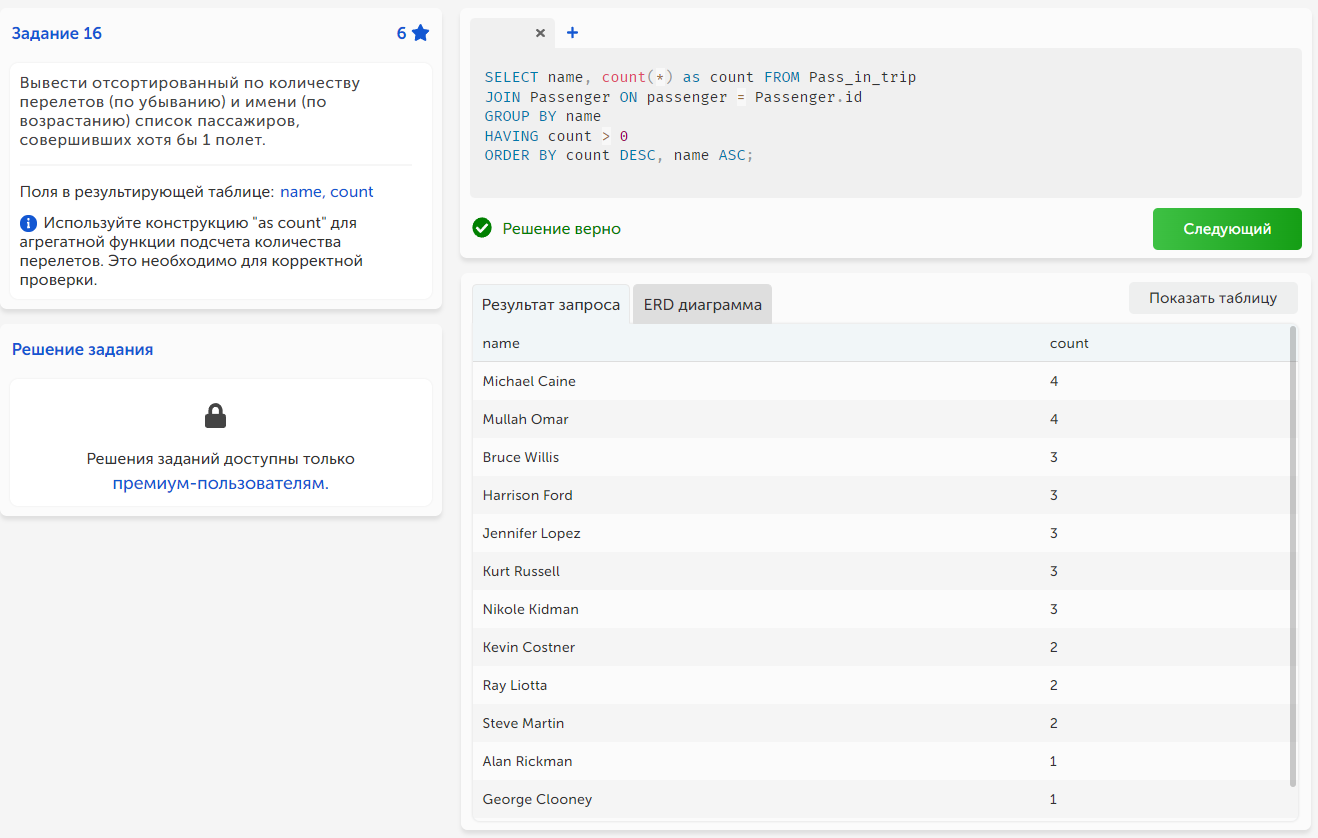 Задание 16
6
Вывести отсортированный по количеству
перелетов (по убыванию) и имени (по
возрастанию) список пассажиров,
совершивших хотя бы 1 полет.
Поля в результирующей таблице: name, count
Используйте конструкцию "as count" для
агрегатной функции подсчета количества
перелетов. Это необходимо для корректной
проверки.
Решение задания
Решения заданий доступны только
премиум-пользователям.
SELECT name, count(*) as count FROM Pass_in_trip
JOIN Passenger ON passenger = Passenger.id
GROUP BY name
HAVING count > 0
ORDER BY count DESC, name ASC;
Решение верно
Следующий
Результат запроса
ERD диаграмма
Показать таблицу
name count
Michael Caine 4
Mullah Omar 4
Bruce Willis 3
Harrison Ford 3
Jennifer Lopez 3
Kurt Russell 3
Nikole Kidman 3
Kevin Costner 2
Ray Liotta 2
Steve Martin 2
Alan Rickman 1
George Clooney 1